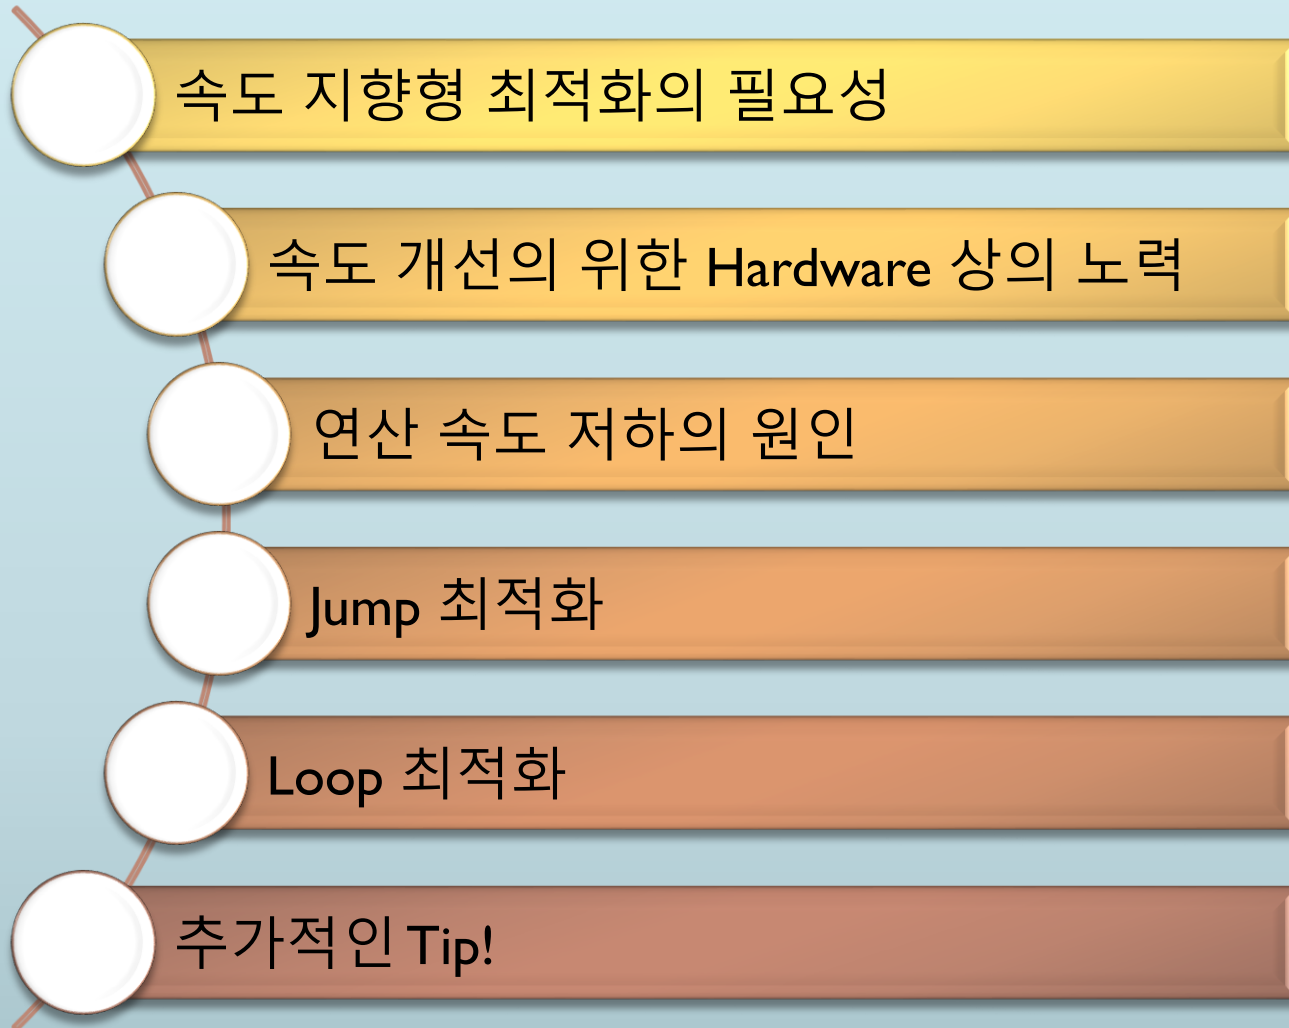 속도 지향형 최적화의 필요성
속도 개선의 위한 Hardware 상의 노력
연산 속도 저하의 원인
Jump 최적화
Loop 최적화
추가적인 Tip!